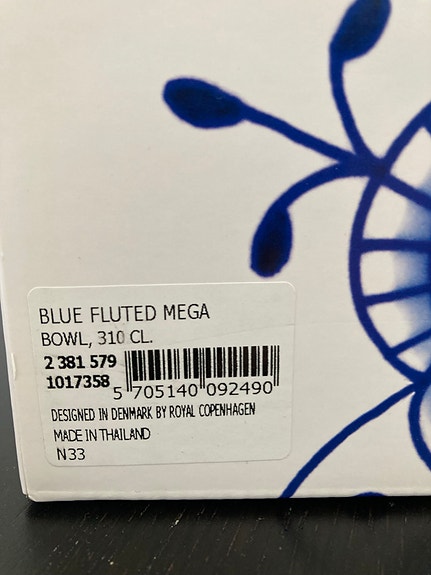 BLUE FLUTED MEGA
BOWL, 310 CL.
2 381 579
1017358
5 705140 092490
DESIGNED IN DENMARK BY ROYAL COPENHAGEN
MADE IN THAILAND
N33